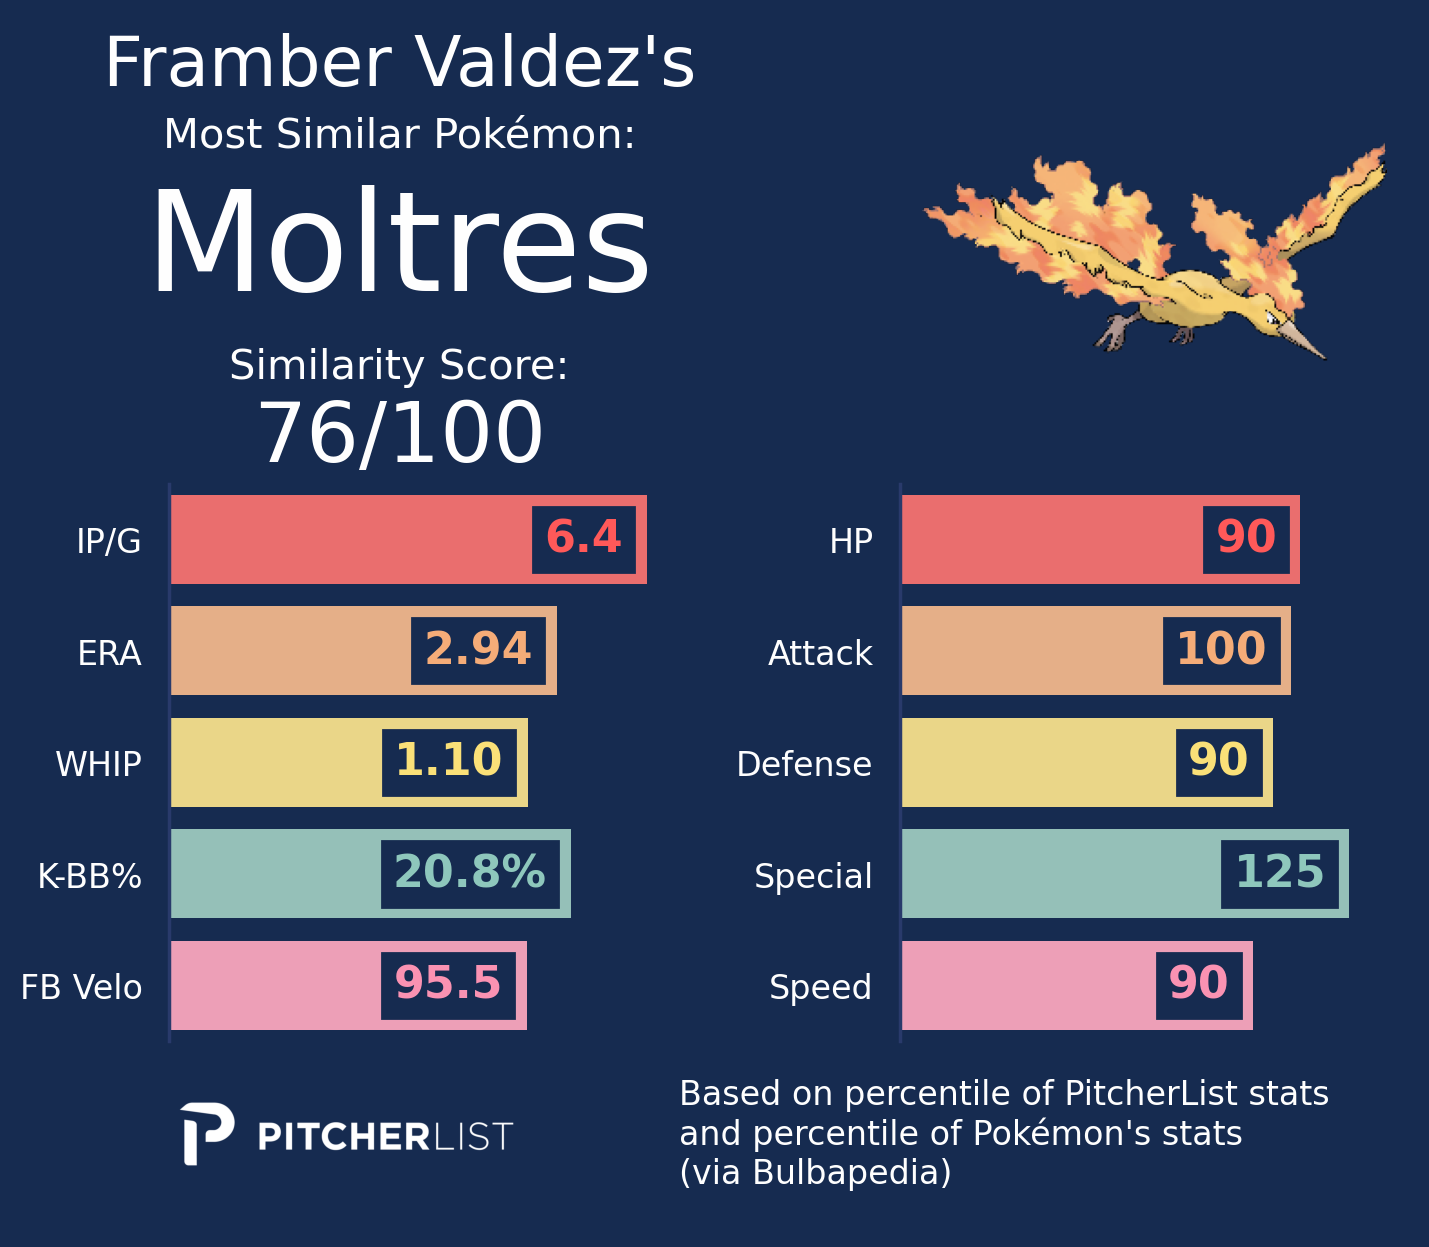 Framber Valdez's
Most Similar Pokémon:
Moltres
Similarity Score:
76/100
IP/G 6.4
ERA 2.94
WHIP 1.10
K-BB% 20.8%
FB Velo 95.5
HP 90
Attack 100
Defense 90
Special 125
Speed 90
PITCHERLIST
Based on percentile of PitcherList stats
and percentile of Pokémon's stats
(via Bulbapedia)